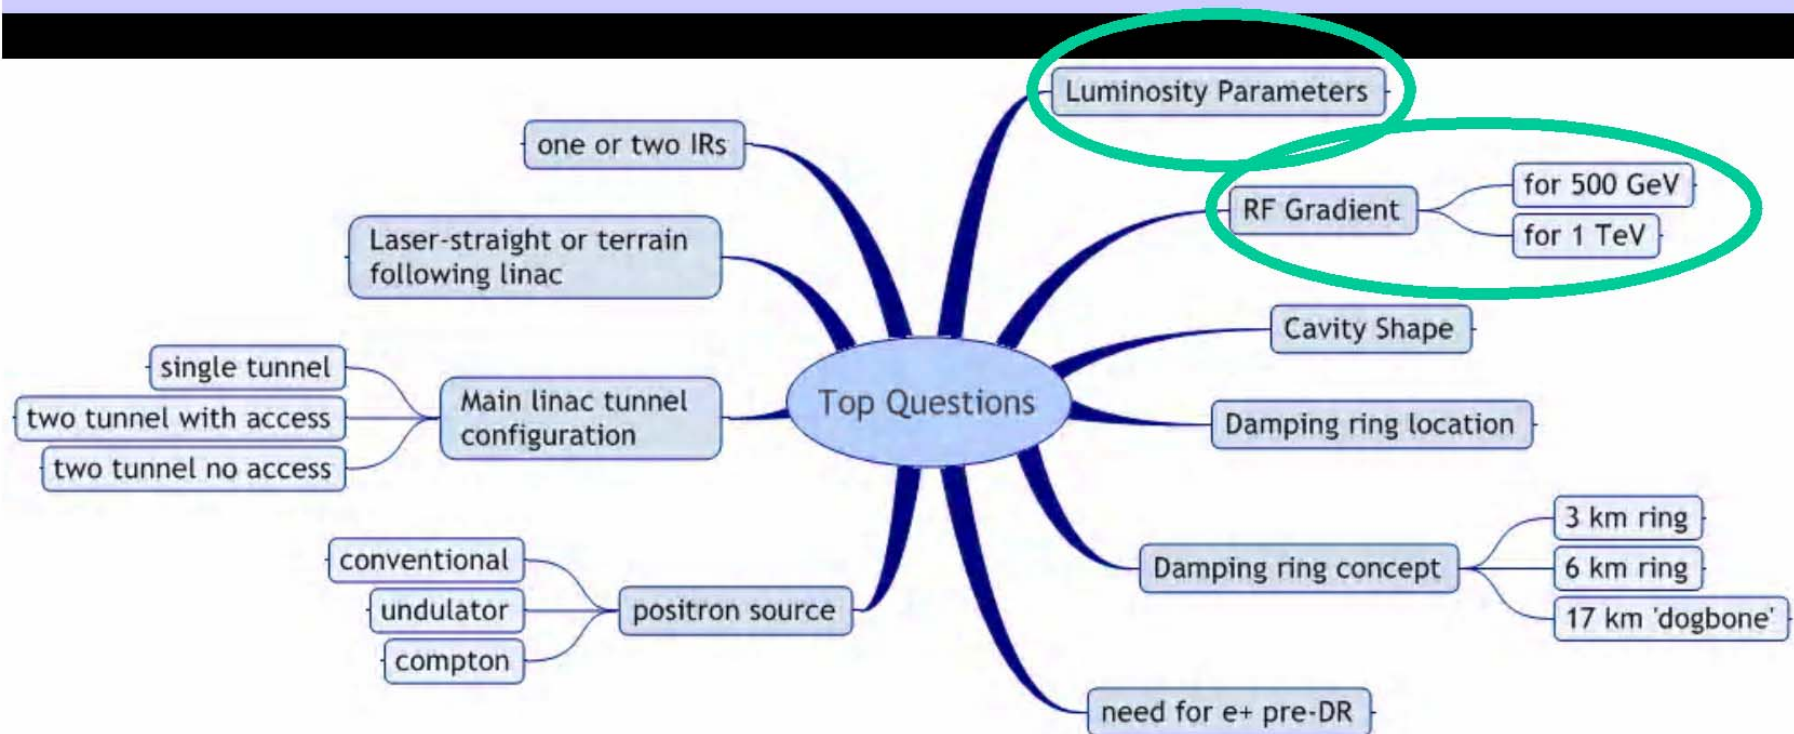 Luminosity Parameters
one or two IRs
RF Gradient
for 500 GeV
for 1 TeV
Laser-straight or terrain
following linac
Cavity Shape
single tunnel
two tunnel with access
two tunnel no access
Main linac tunnel
configuration
Top Questions
Damping ring location
Damping ring concept
3 km ring
6 km ring
17 km 'dogbone'
conventional
undulator
compton
positron source
need for e+ pre-DR